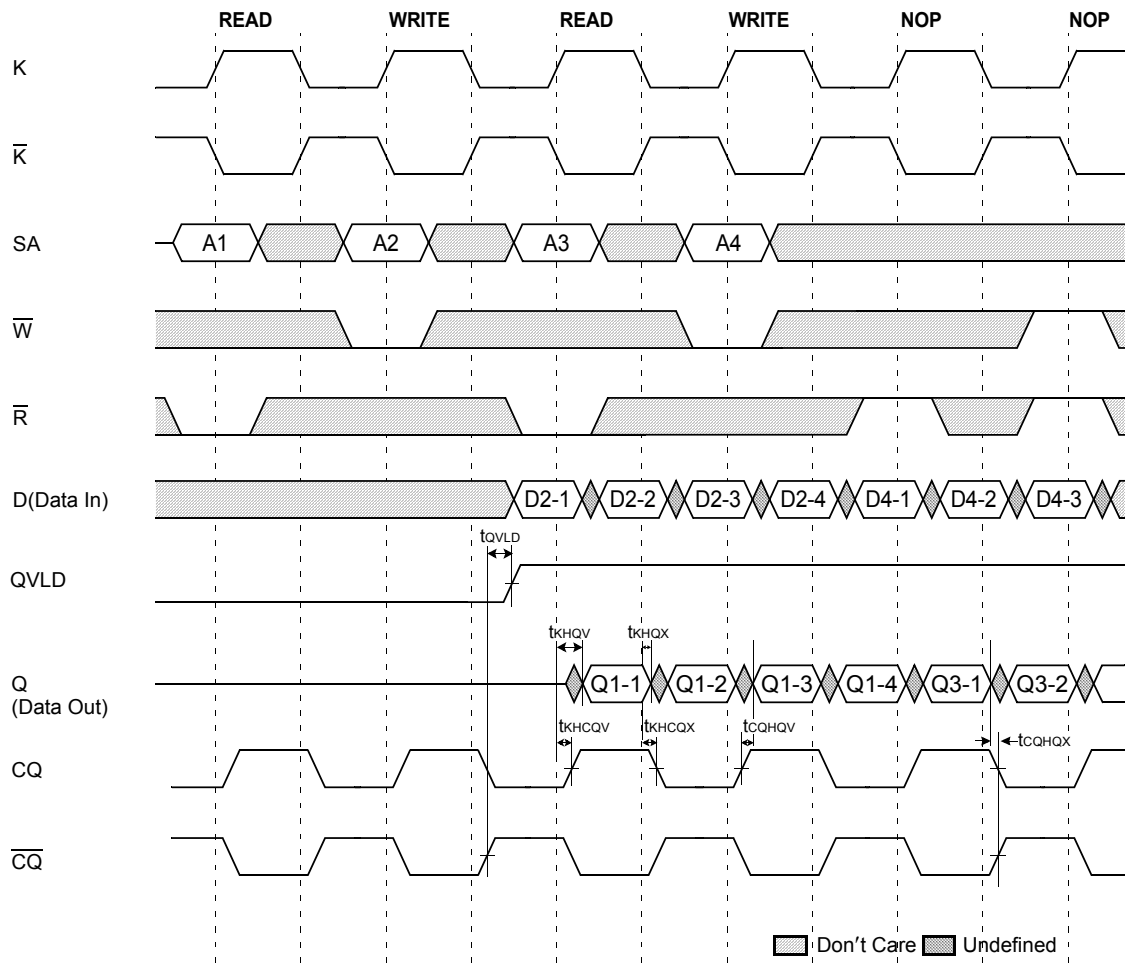 READ WRITE READ WRITE NOP NOP
K
K̅
SA A1 A2 A3 A4
W̅
R̅
D(Data In) D2-1 D2-2 D2-3 D2-4 D4-1 D4-2 D4-3
tQVLD
QVLD
tKHQV tKHQX
Q Q1-1 Q1-2 Q1-3 Q1-4 Q3-1 Q3-2
(Data Out)
tKHCQV tKHCQX tCQHQV tCQHQX
CQ
C̅Q̅
Don't Care Undefined